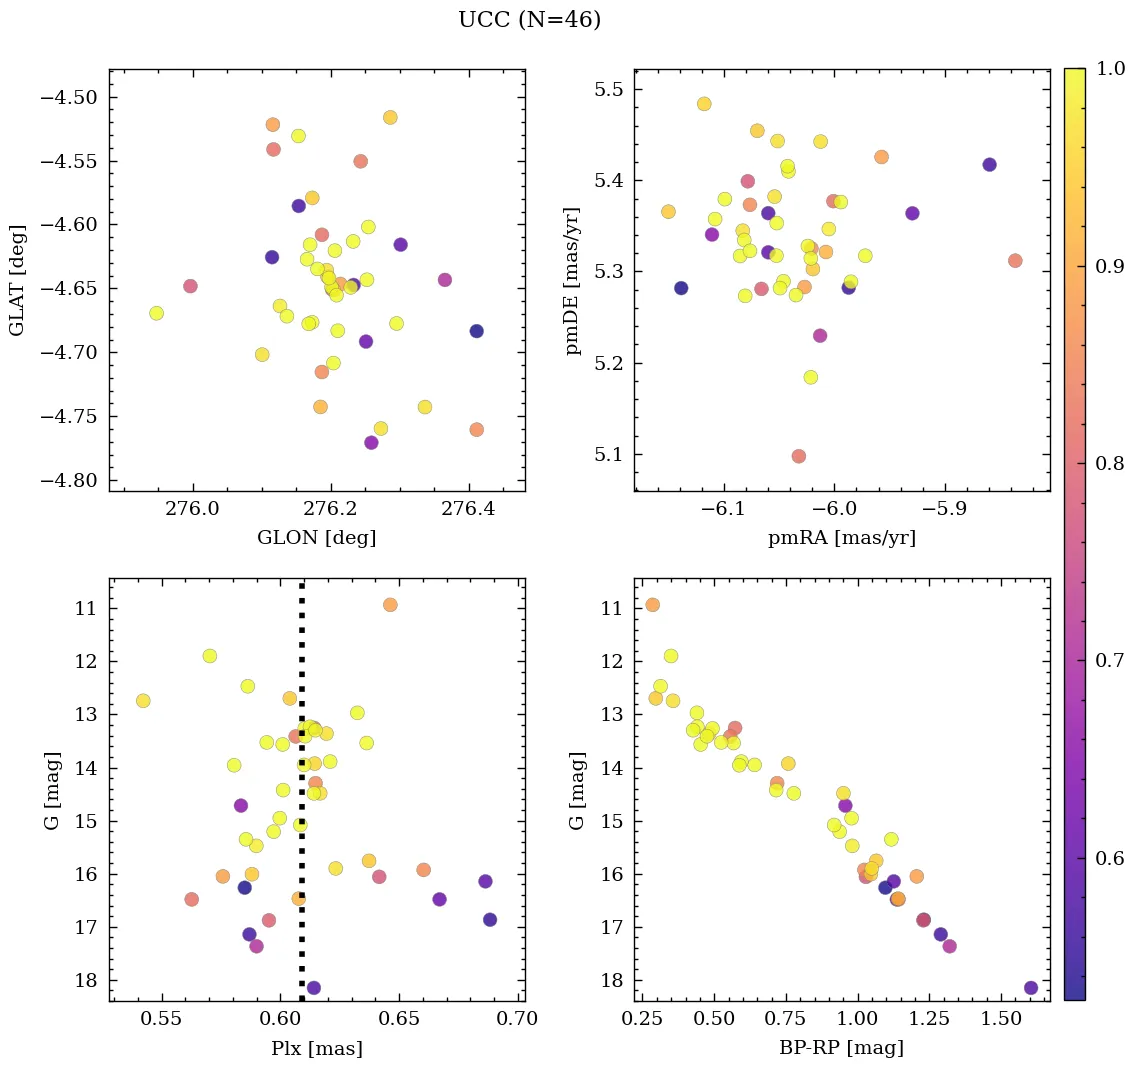 UCC (N=46)
−4.50
−4.55
−4.60
−4.65
−4.70
−4.75
−4.80
GLAT [deg]
276.0 276.2 276.4
GLON [deg]
5.5
5.4
5.3
5.2
5.1
pmDE [mas/yr]
−6.1 −6.0 −5.9
pmRA [mas/yr]
11
12
13
14
15
16
17
18
G [mag]
0.55 0.60 0.65 0.70
Plx [mas]
11
12
13
14
15
16
17
18
G [mag]
0.25 0.50 0.75 1.00 1.25 1.50
BP-RP [mag]
1.0
0.9
0.8
0.7
0.6